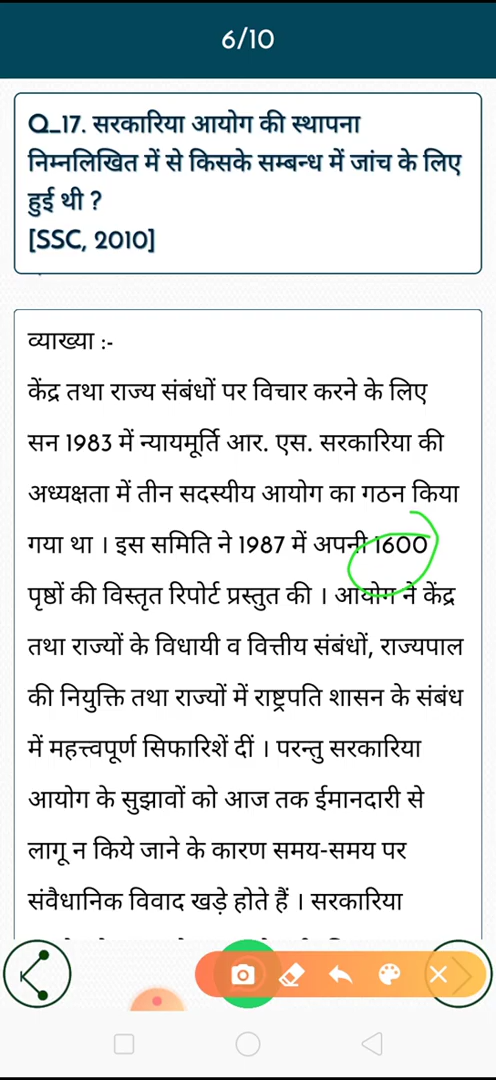 6/10
Q_17. सरकारिया आयोग की स्थापना
निम्नलिखित में से किसके सम्बन्ध में जांच के लिए
हुई थी ?
[SSC, 2010]
व्याख्या :-
केंद्र तथा राज्य संबंधों पर विचार करने के लिए
सन 1983 में न्यायमूर्ति आर. एस. सरकारिया की
अध्यक्षता में तीन सदस्यीय आयोग का गठन किया
गया था । इस समिति ने 1987 में अपनी 1600
पृष्ठों की विस्तृत रिपोर्ट प्रस्तुत की । आयोग ने केंद्र
तथा राज्यों के विधायी व वित्तीय संबंधों, राज्यपाल
की नियुक्ति तथा राज्यों में राष्ट्रपति शासन के संबंध
में महत्त्वपूर्ण सिफारिशें दीं । परन्तु सरकारिया
आयोग के सुझावों को आज तक ईमानदारी से
लागू न किये जाने के कारण समय-समय पर
संवैधानिक विवाद खड़े होते हैं । सरकारिया